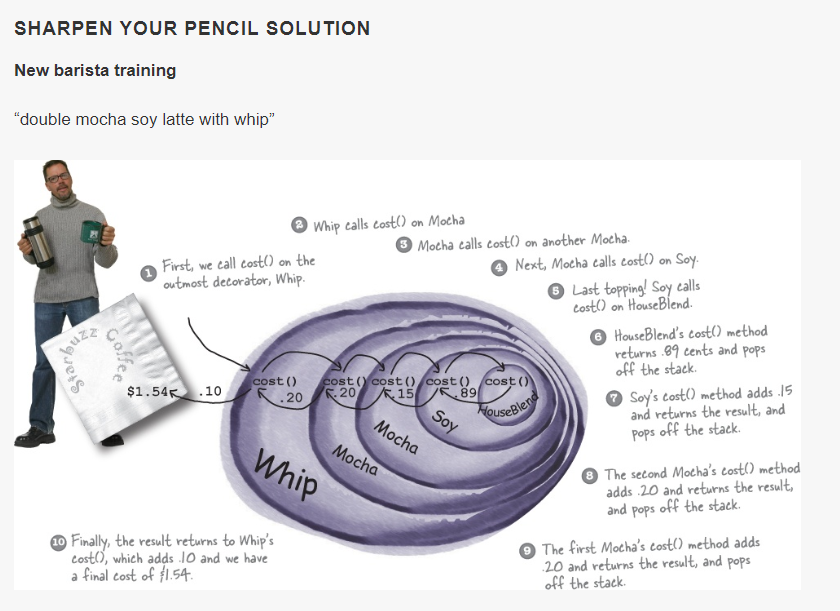 SHARPEN YOUR PENCIL SOLUTION
New barista training
“double mocha soy latte with whip”
2 Whip calls cost() on Mocha
3 Mocha calls cost() on another Mocha.
1 First, we call cost() on the
outmost decorator, Whip.
4 Next, Mocha calls cost() on Soy.
5 Last topping! Soy calls
cost() on HouseBlend.
6 HouseBlend's cost() method
returns .89 cents and pops
off the stack.
Starbuzz Coffee
$1.54
.10
cost() cost() cost() cost() cost()
.20 .20 .15 .89
HouseBlend
Soy
Mocha
Mocha
Whip
7 Soy's cost() method adds .15
and returns the result, and
pops off the stack.
8 The second Mocha's cost() method
adds .20 and returns the result,
and pops off the stack.
10 Finally, the result returns to Whip's
cost(), which adds .10 and we have
a final cost of $1.54.
9 The first Mocha's cost() method adds
.20 and returns the result, and pops
off the stack.